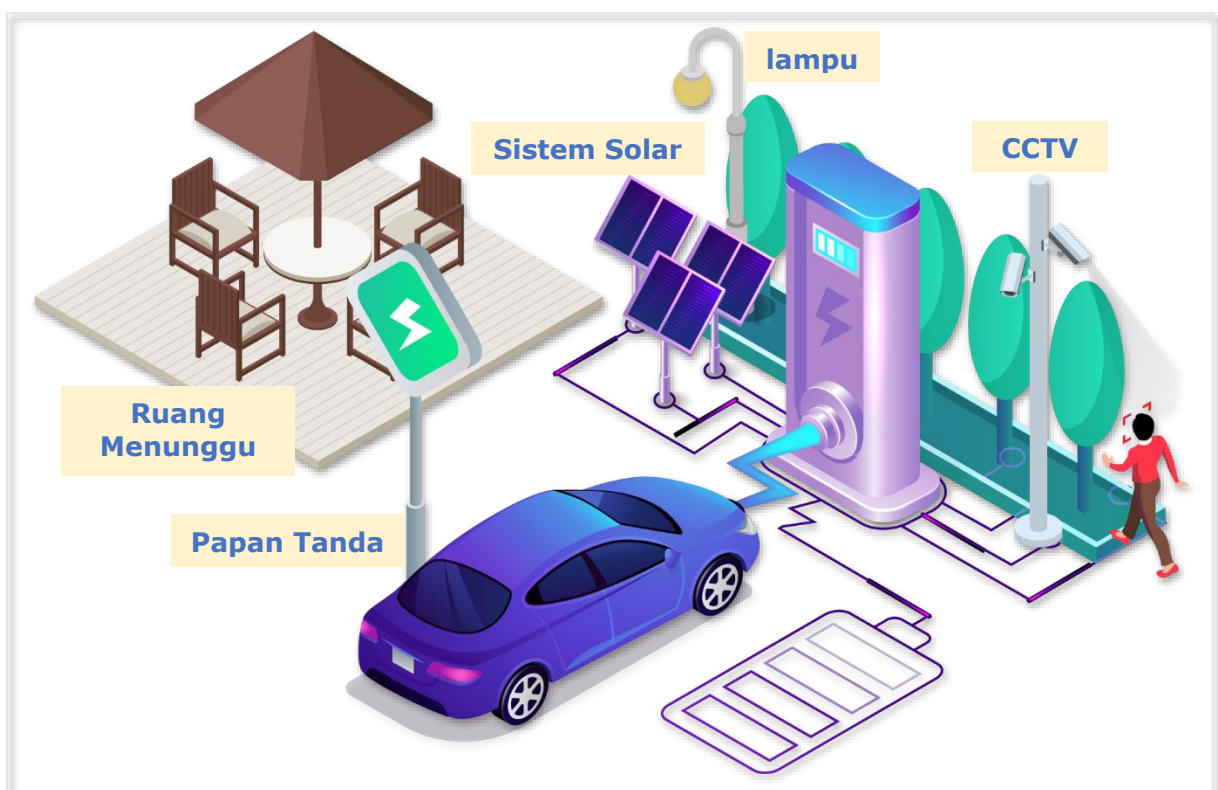 lampu
Sistem Solar
CCTV
Ruang
Menunggu
Papan Tanda